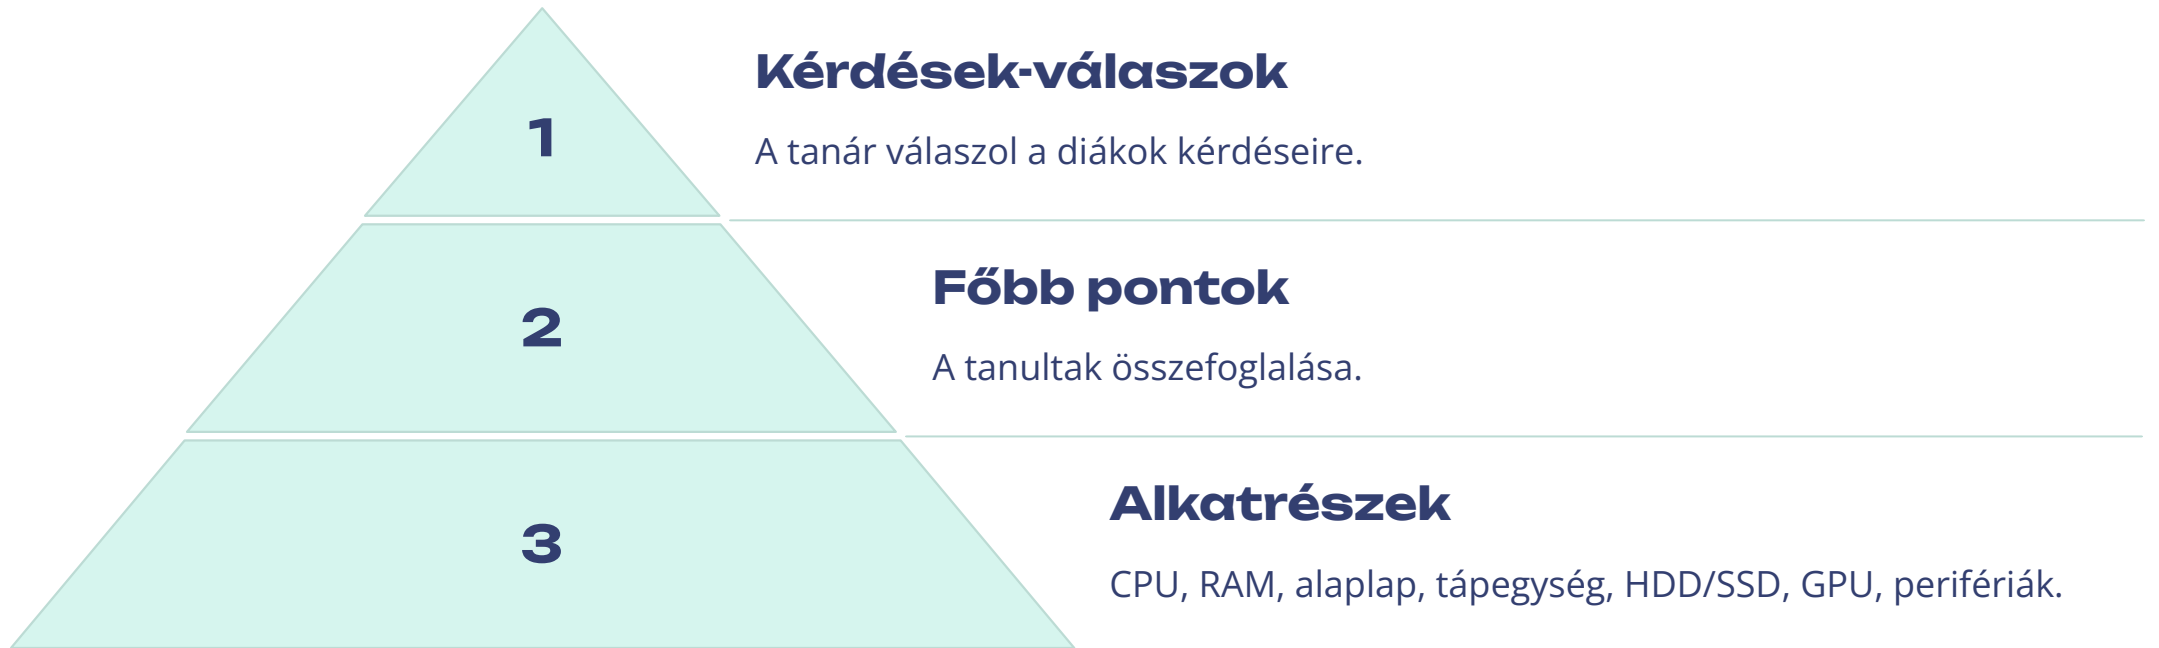 1
Kérdések-válaszok
A tanár válaszol a diákok kérdéseire.
2
Főbb pontok
A tanultak összefoglalása.
3
Alkatrészek
CPU, RAM, alaplap, tápegység, HDD/SSD, GPU, perifériák.